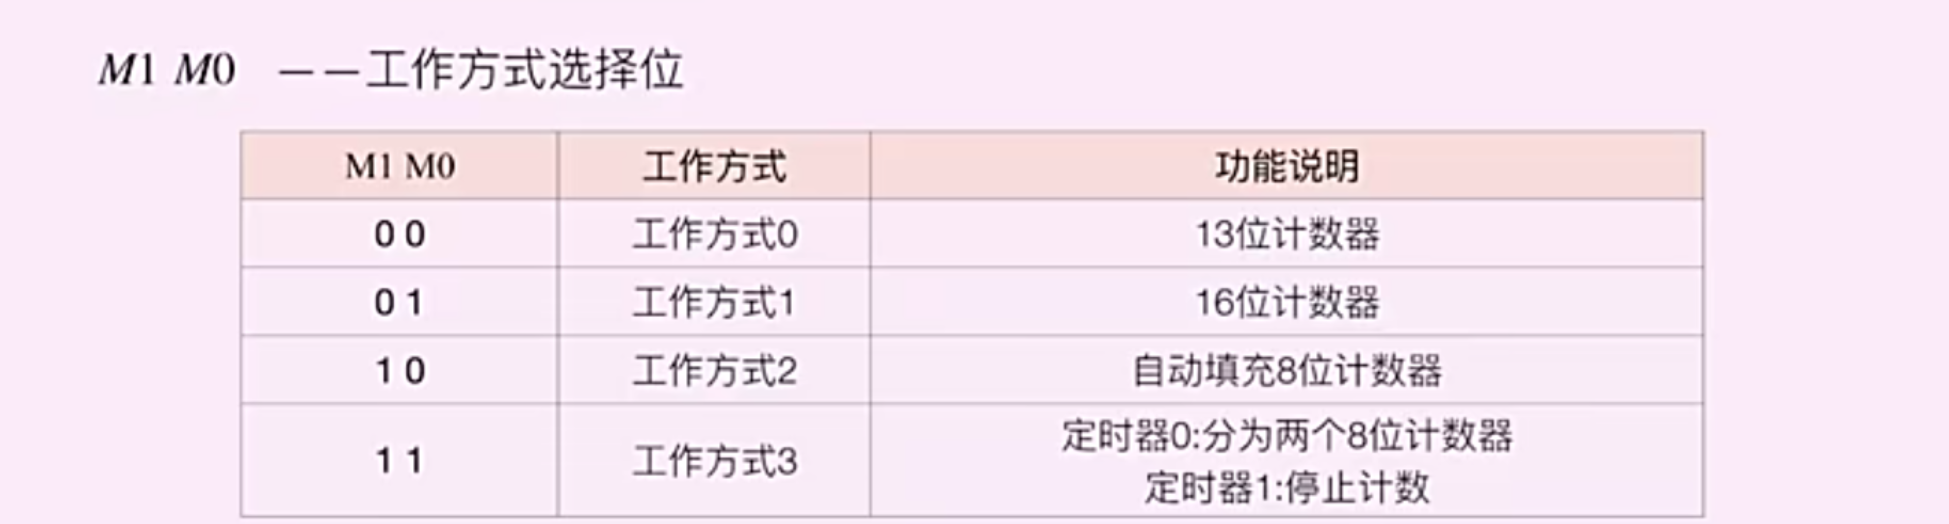 M1 M0 ——工作方式选择位
M1 M0 工作方式 功能说明
0 0 工作方式0 13位计数器
0 1 工作方式1 16位计数器
1 0 工作方式2 自动填充8位计数器
1 1 工作方式3 定时器0:分为两个8位计数器
定时器1:停止计数